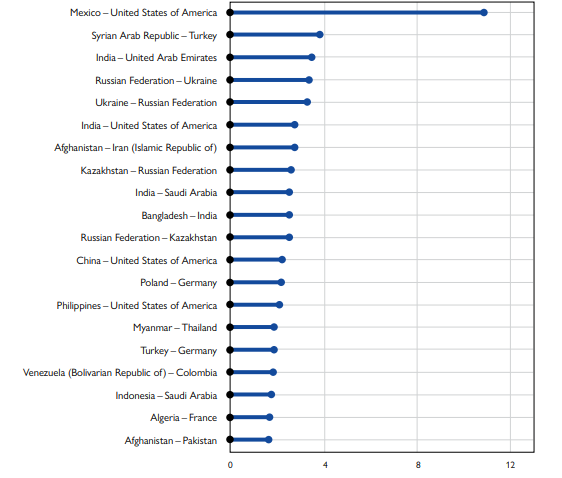 Mexico – United States of America
Syrian Arab Republic – Turkey
India – United Arab Emirates
Russian Federation – Ukraine
Ukraine – Russian Federation
India – United States of America
Afghanistan – Iran (Islamic Republic of)
Kazakhstan – Russian Federation
India – Saudi Arabia
Bangladesh – India
Russian Federation – Kazakhstan
China – United States of America
Poland – Germany
Philippines – United States of America
Myanmar – Thailand
Turkey – Germany
Venezuela (Bolivarian Republic of) – Colombia
Indonesia – Saudi Arabia
Algeria – France
Afghanistan – Pakistan
0 4 8 12